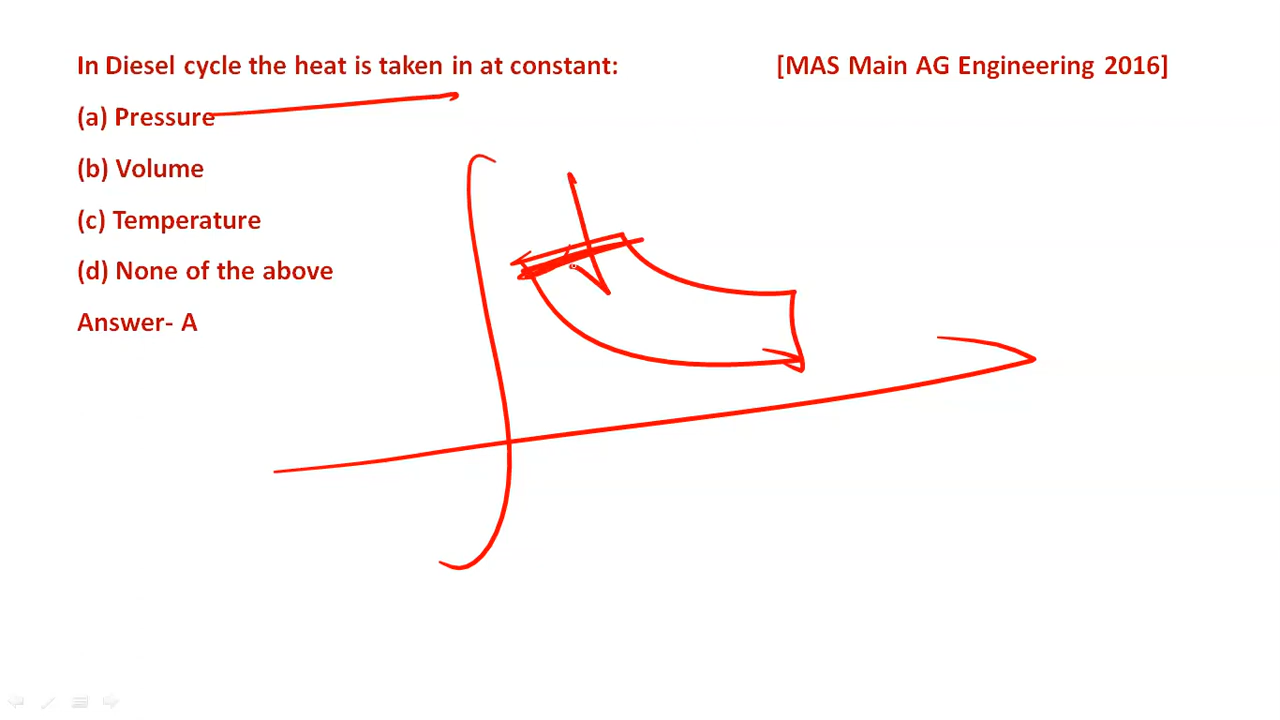 In Diesel cycle the heat is taken in at constant: [MAS Main AG Engineering 2016]
(a) Pressure
(b) Volume
(c) Temperature
(d) None of the above
Answer- A